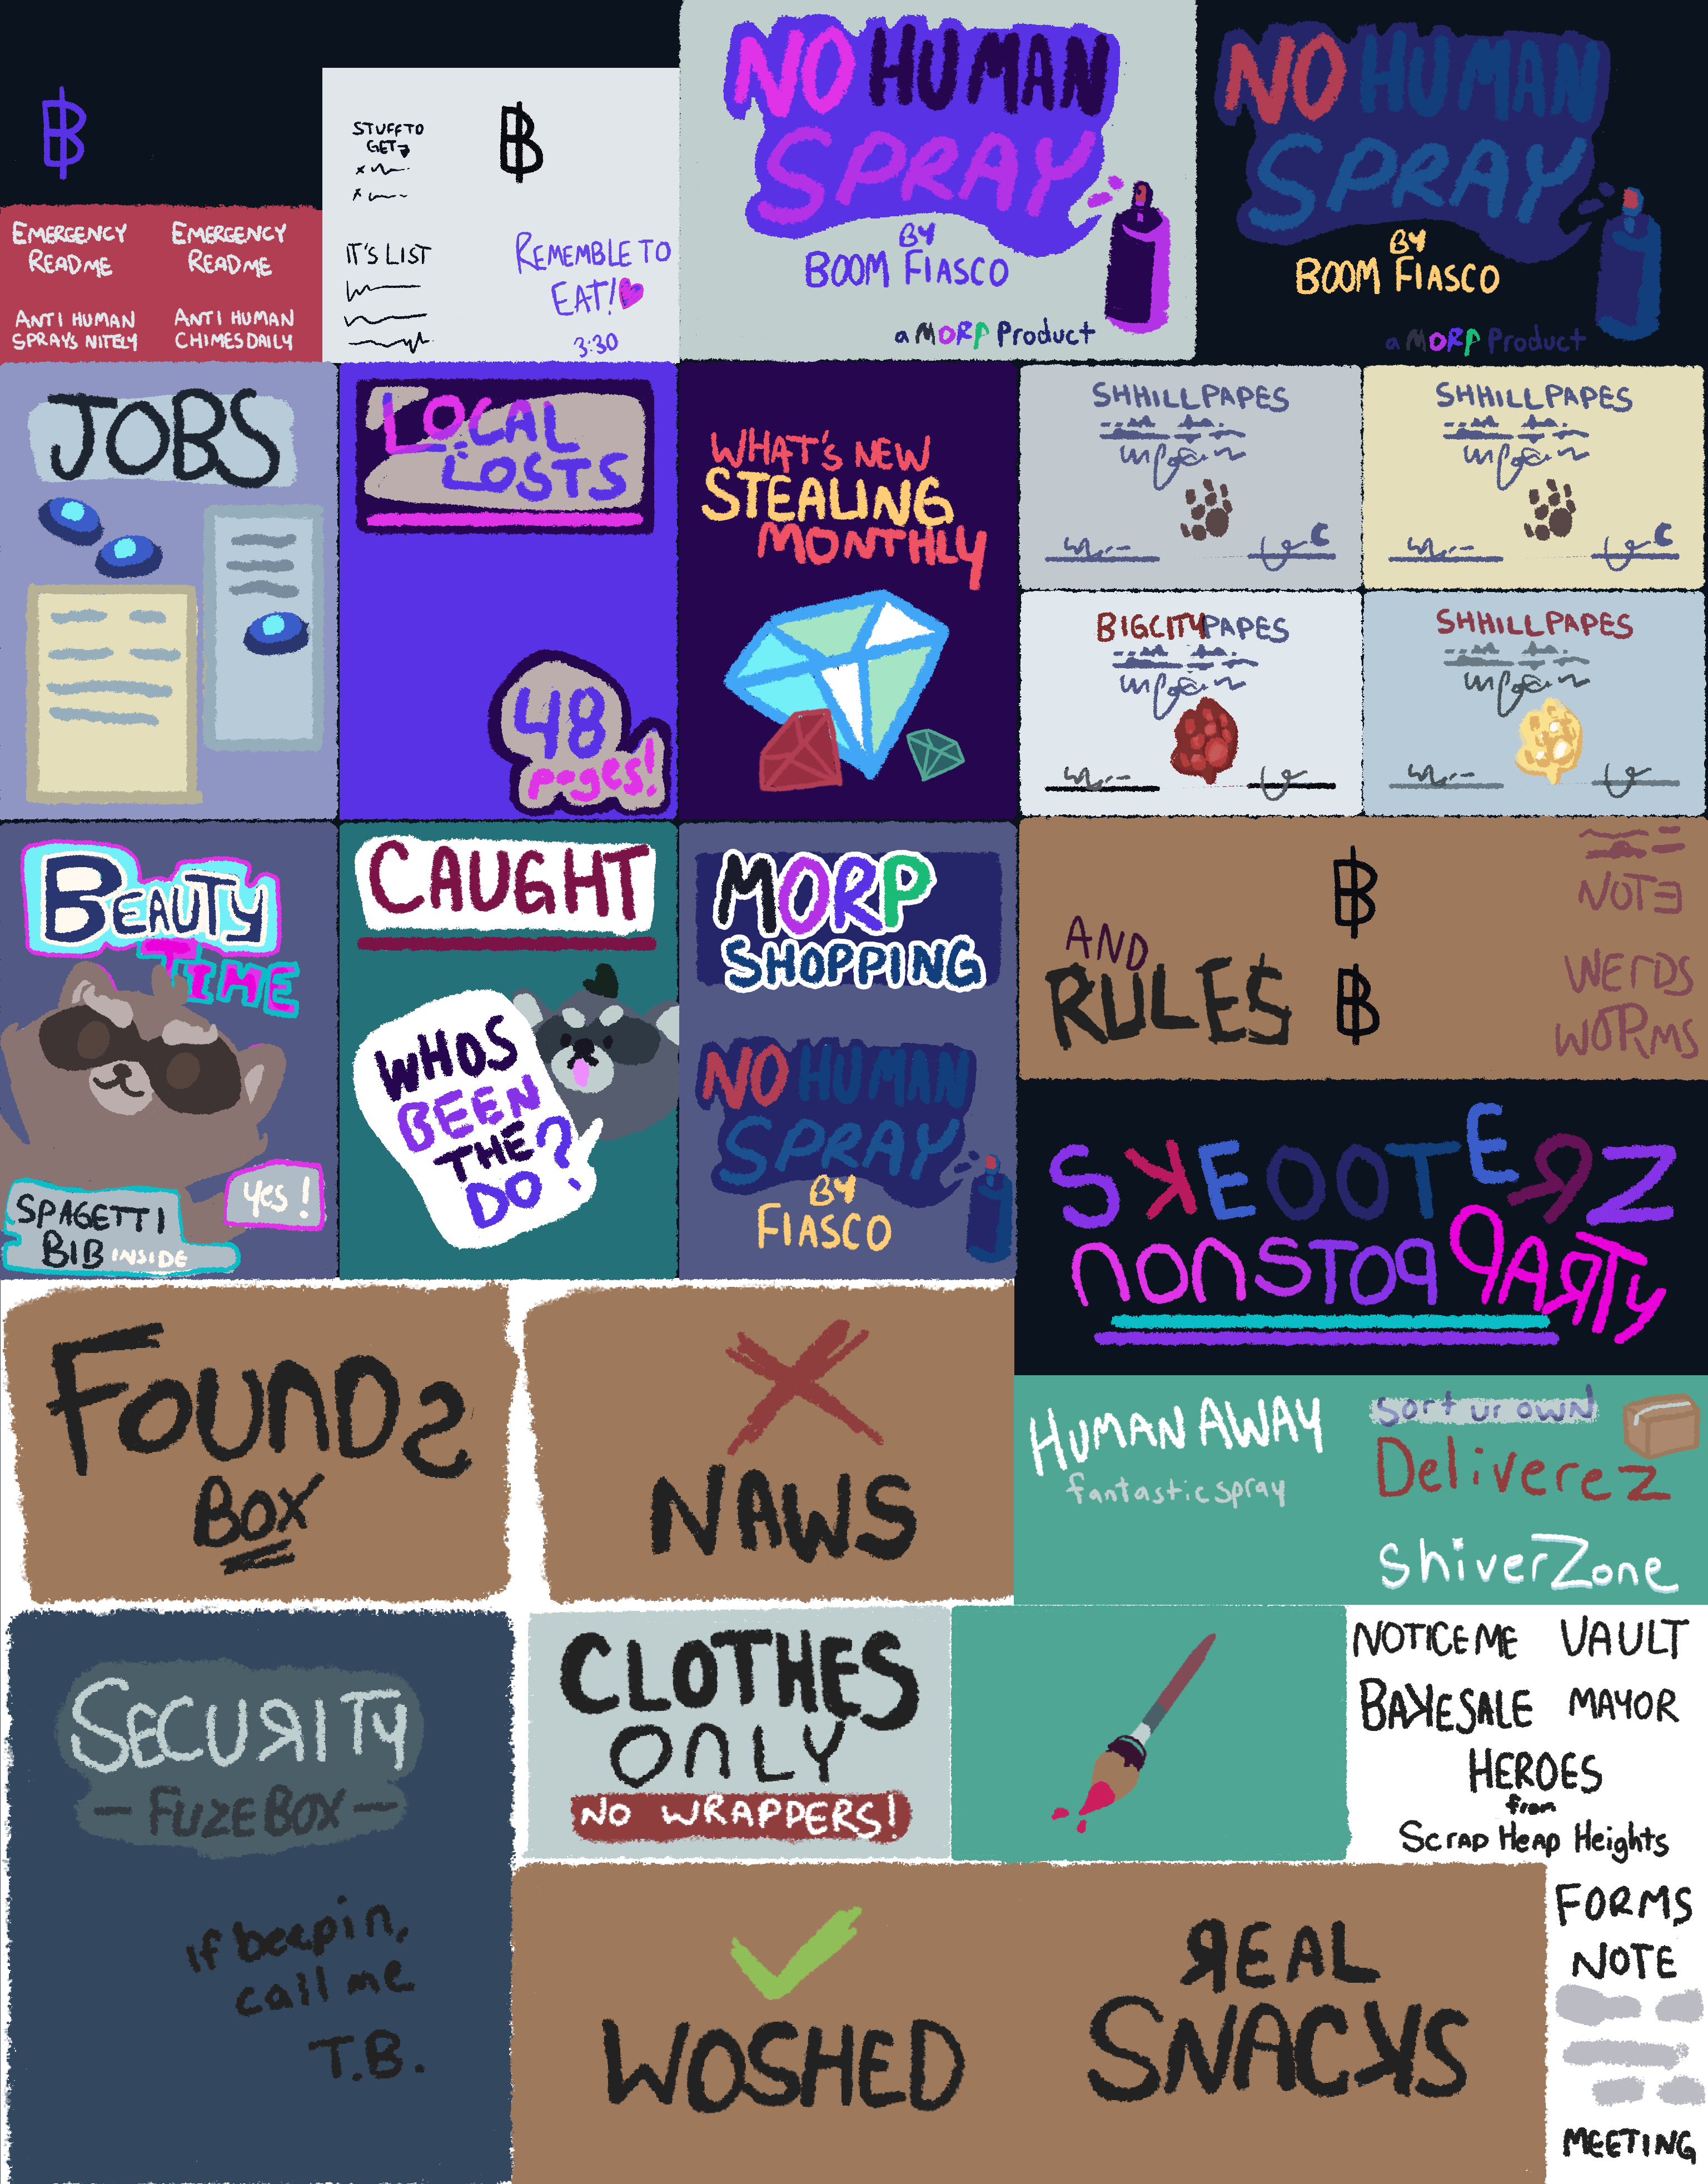 EMERGENCY
README
ANTI HUMAN
SPRAYS NITELY
EMERGENCY
README
ANTI HUMAN
CHIMES DAILY
STUFF TO
GET
IT'S LIST
REMEMBLE TO
EAT!
3:30
NO HUMAN
SPRAY
BY
BOOM FIASCO
a MORP Product
NO HUMAN
SPRAY
BY
BOOM FIASCO
a MORP Product
JOBS
LOCAL
LOSTS
48
pages!
WHAT'S NEW
STEALING
MONTHLY
SHHILLPAPES
SHHILLPAPES
BIGCITYPAPES
SHHILLPAPES
BEAUTY
TIME
SPAGETTI
BIB INSIDE
yes!
CAUGHT
WHOS
BEEN
THE
DO?
MORP
SHOPPING
NO HUMAN
SPRAY
BY
FIASCO
AND
RULES
NOTE
WERDS
WORMS
SKEOOTERZ
NONSTOP PARTY
FOUNDS
BOX
NAWS
HUMAN AWAY
fantastic spray
Sort ur own
Deliverez
ShiverZone
SECURITY
- FUZEBOX -
if beepin,
call me
T.B.
CLOTHES
ONLY
NO WRAPPERS!
NOTICEME
VAULT
BAKESALE
MAYOR
HEROES
from
Scrap Heap Heights
FORMS
NOTE
MEETING
WOSHED
REAL
SNACKS